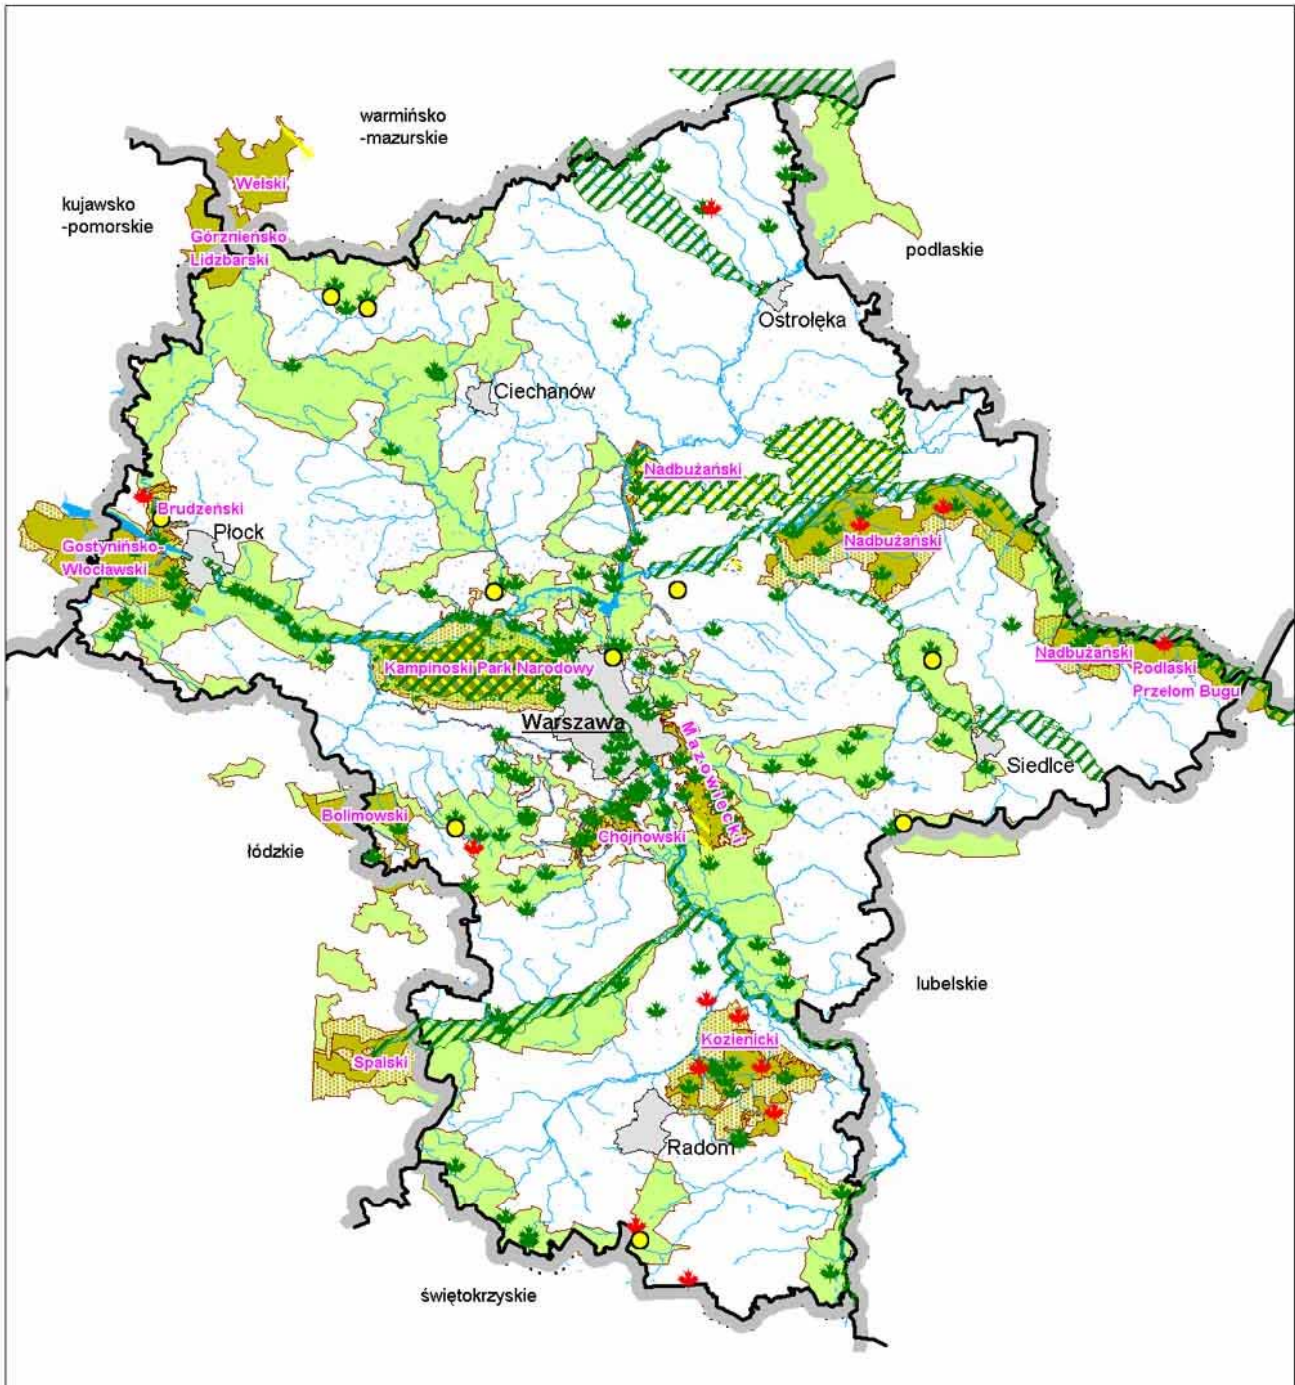 warmińsko
-mazurskie
kujawsko
-pomorskie
Welski
Górznieńsko
Lidzbarski
podlaskie
Ostrołęka
Ciechanów
Nadbużański
Brudzeński
Płock
Gostynińsko-
Włocławski
Nadbużański
Nadbużański
Podlaski
Przełom Bugu
Kampinoski Park Narodowy
Warszawa
Mazowiecki
Siedlce
Bolimowski
Chojnowski
łódzkie
lubelskie
Kozienicki
Spalski
Radom
świętokrzyskie